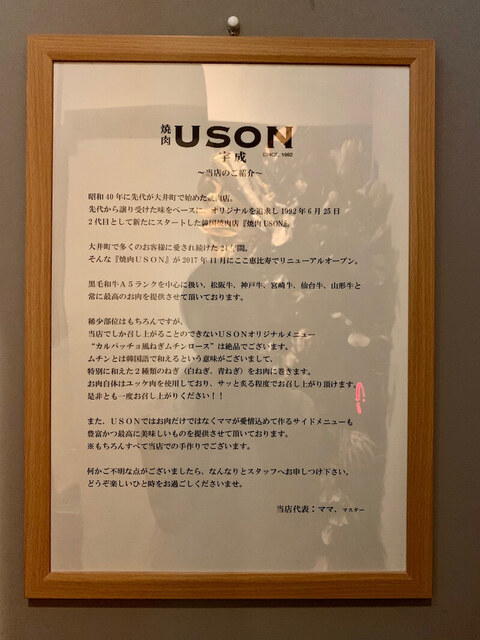 焼肉 USON
宇成 SINCE. 1992
～当店のご紹介～
昭和40年に先代が大井町で始めた焼肉店。
先代から譲り受けた味をベースに、オリジナルを追求し1992年6月25日
2代目として新たにスタートした韓国焼肉店『焼肉USON』。
大井町で多くのお客様に愛され続けた24年間。
そんな『焼肉USON』が2017年11月にここ恵比寿でリニューアルオープン。
黒毛和牛A5ランクを中心に扱い、松阪牛、神戸牛、宮崎牛、仙台牛、山形牛と
常に最高のお肉を提供させて頂いております。
稀少部位はもちろんですが、
当店でしか召し上がることのできないUSONオリジナルメニュー
“カルパッチョ風ねぎムチンロース”は絶品でございます。
ムチンとは韓国語で和えるという意味がございまして、
特別に和えた2種類のねぎ（白ねぎ、青ねぎ）をお肉に巻きます。
お肉自体はユッケ肉を使用しており、サッと炙る程度でお召し上がり頂けます。
是非とも一度お召し上がりください！！
また、USONではお肉だけではなくママが愛情込めて作るサイドメニューも
豊富かつ最高に美味しいものを提供させて頂いております。
※もちろんすべて当店での手作りでございます。
何かご不明な点がございましたら、なんなりとスタッフへお申しつけ下さい。
どうぞ楽しいひと時をお過ごしくださいませ。
当店代表：ママ、マスター